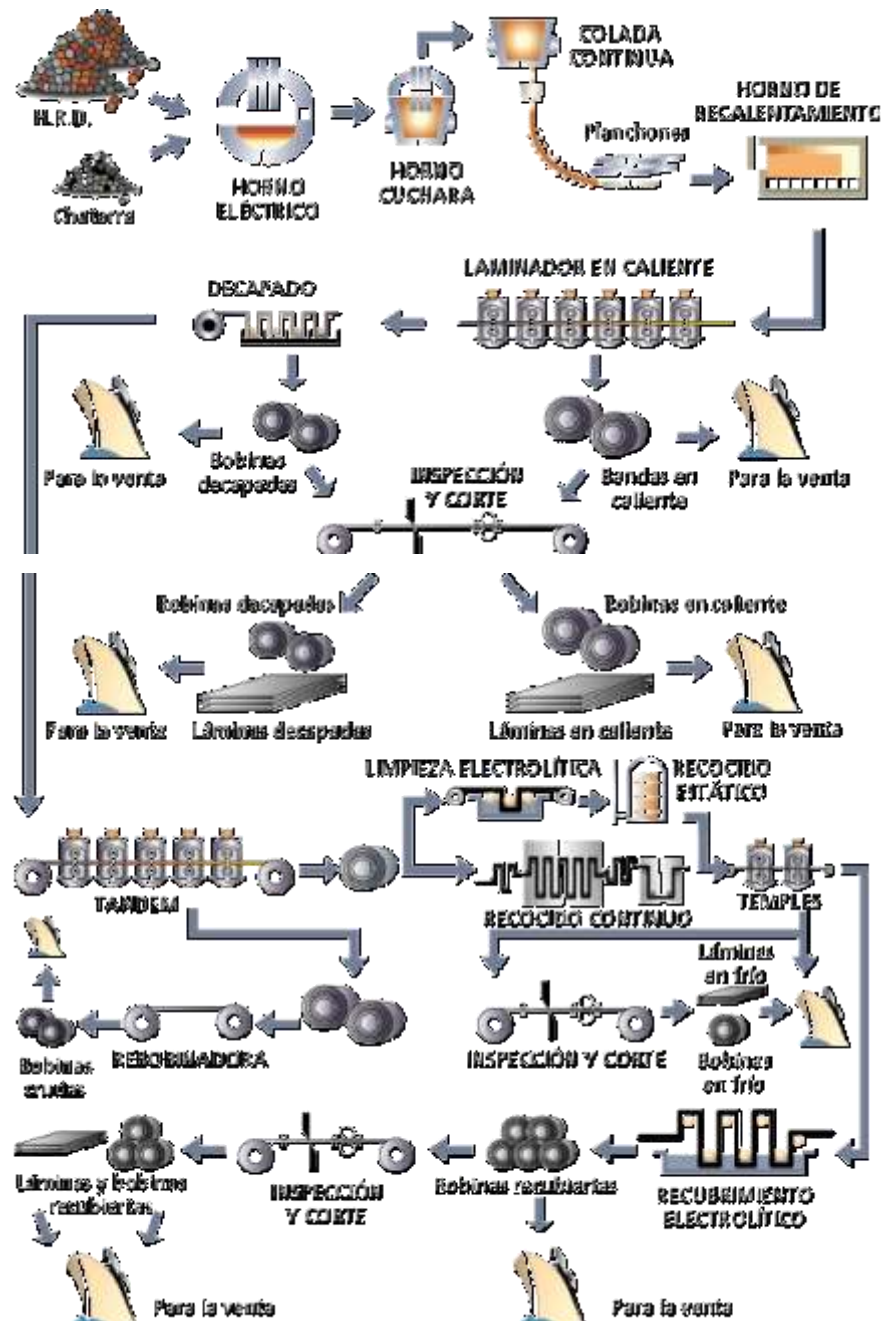 COLADA
CONTINUA
HORNO DE
RECALENTAMIENTO
H.R.D.
Planchones
HORNO
CUCHARA
HORNO
ELÉCTRICO
Chatarra
LAMINADOR EN CALIENTE
DECAPADO
Para la venta
Bobinas
decapadas
INSPECCIÓN
Y CORTE
Bandas en
caliente
Para la venta
Bobinas decapadas
Bobinas en caliente
Para la venta
Láminas decapadas
Láminas en caliente
Para la venta
LIMPIEZA ELECTROLÍTICA
RECOCIDO
ESTÁTICO
TANDEM
RECOCIDO CONTINUO
TEMPLES
Láminas
en frío
Bobinas
crudas
REBOBINADORA
INSPECCIÓN Y CORTE
Bobinas
en frío
Láminas y bobinas
recubiertas
INSPECCIÓN
Y CORTE
Bobinas recubiertas
RECUBRIMIENTO
ELECTROLÍTICO
Para la venta
Para la venta